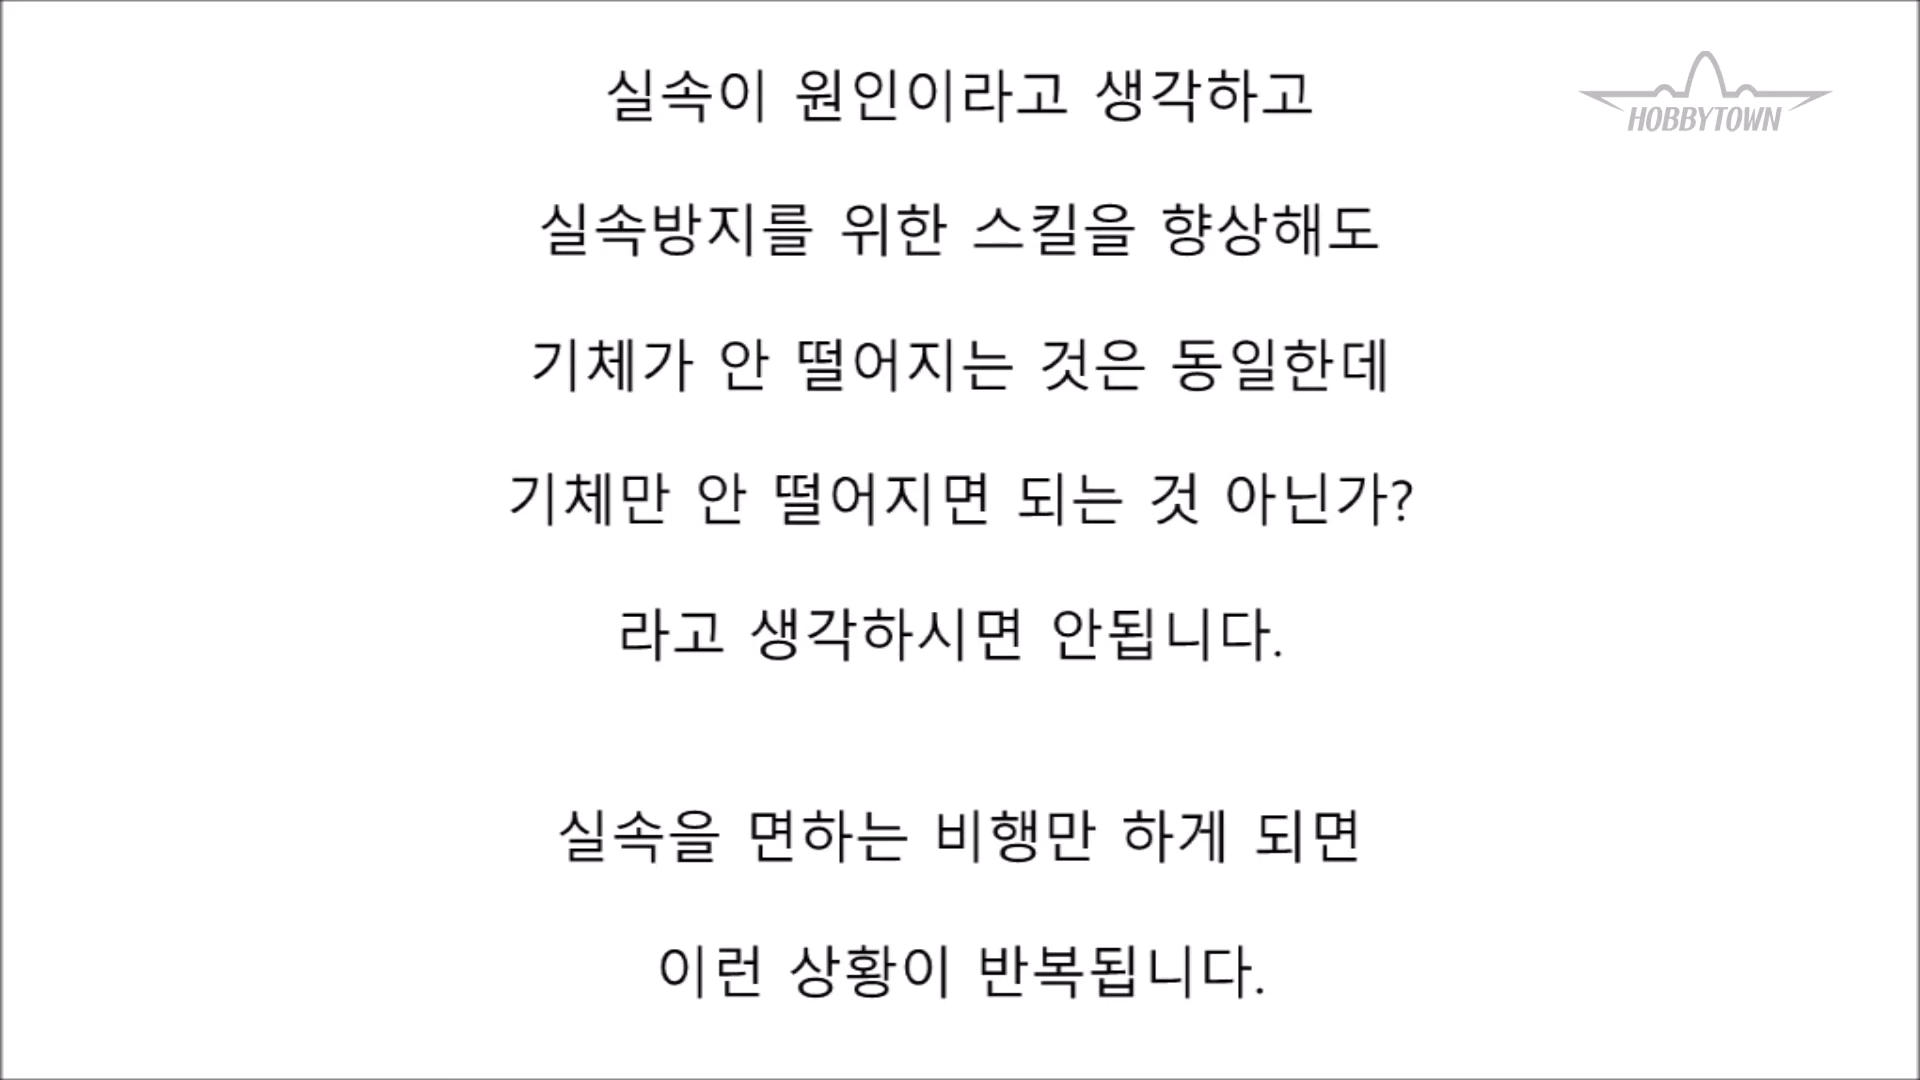 실속이 원인이라고 생각하고
HOBBYTOWN
실속방지를 위한 스킬을 향상해도
기체가 안 떨어지는 것은 동일한데
기체만 안 떨어지면 되는 것 아닌가?
라고 생각하시면 안됩니다.
실속을 면하는 비행만 하게 되면
이런 상황이 반복됩니다.